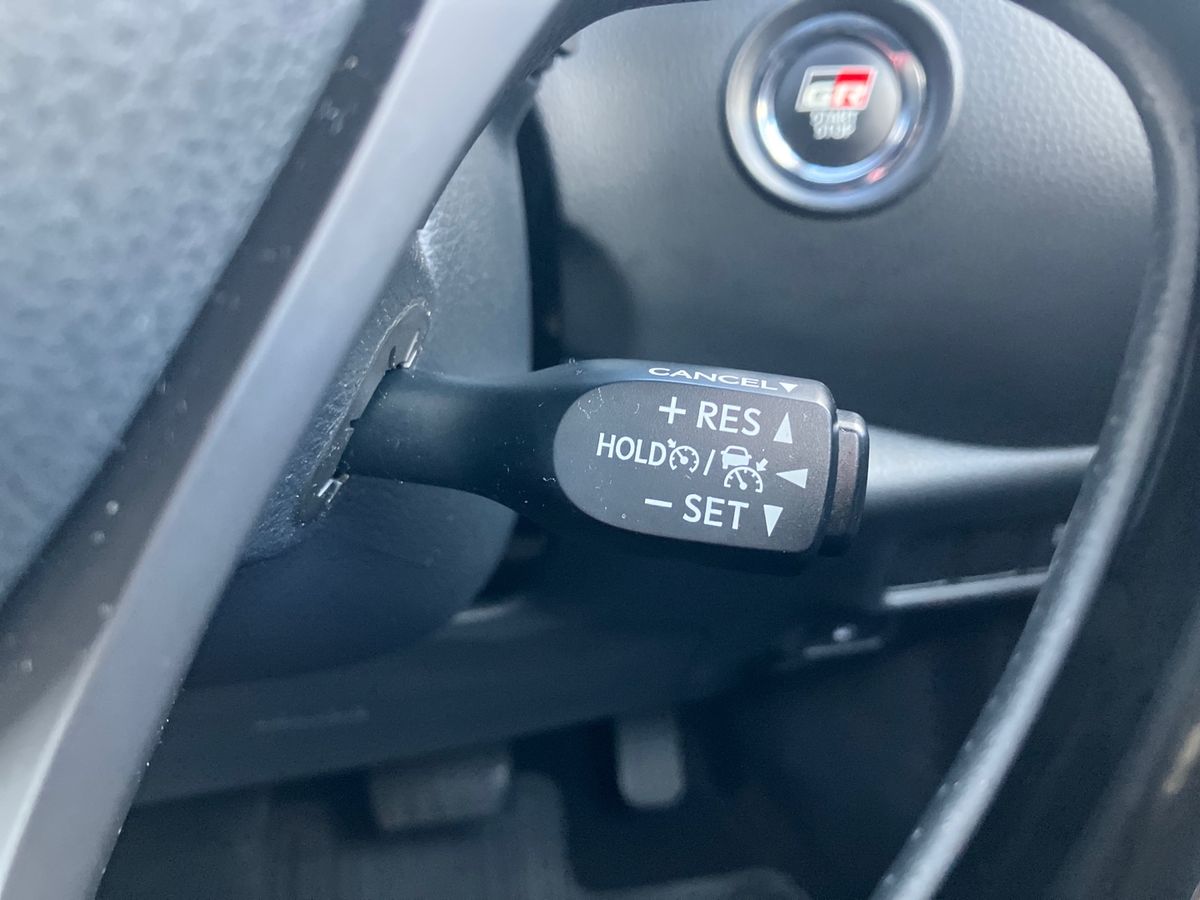 GR
START
STOP
CANCEL▼
+ RES ▲
HOLD / ◀
− SET ▼